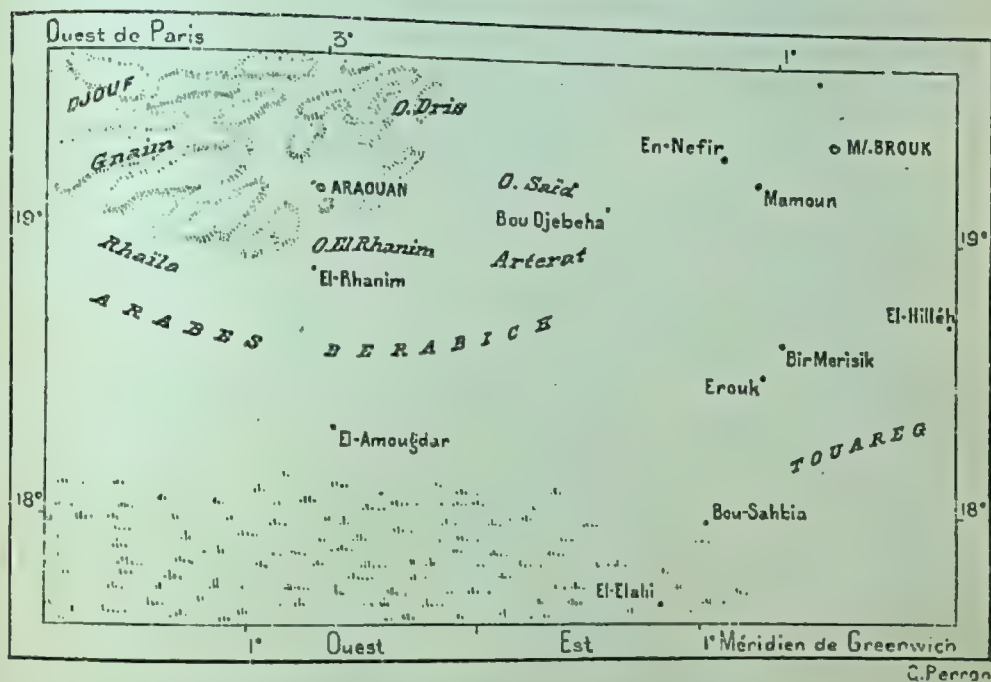 Ouest de Paris
3°
1°
DJOUF
O. Dris
Gnaïm
En-Nefir
M/.BROUK
ARAOUAN
O. Saïd
Mamoun
Bou Djebeha
19°
19°
Rhaïla
O. El Rhanim
Arterat
El-Rhanim
ARABES BERABICH
El-Hilléh
Bir Merisik
Erouk
El-Amougdar
TOUAREG
18°
Bou-Sahbia
18°
El-Elahi
1° Ouest Est 1° Méridien de Greenwich
G. Perron